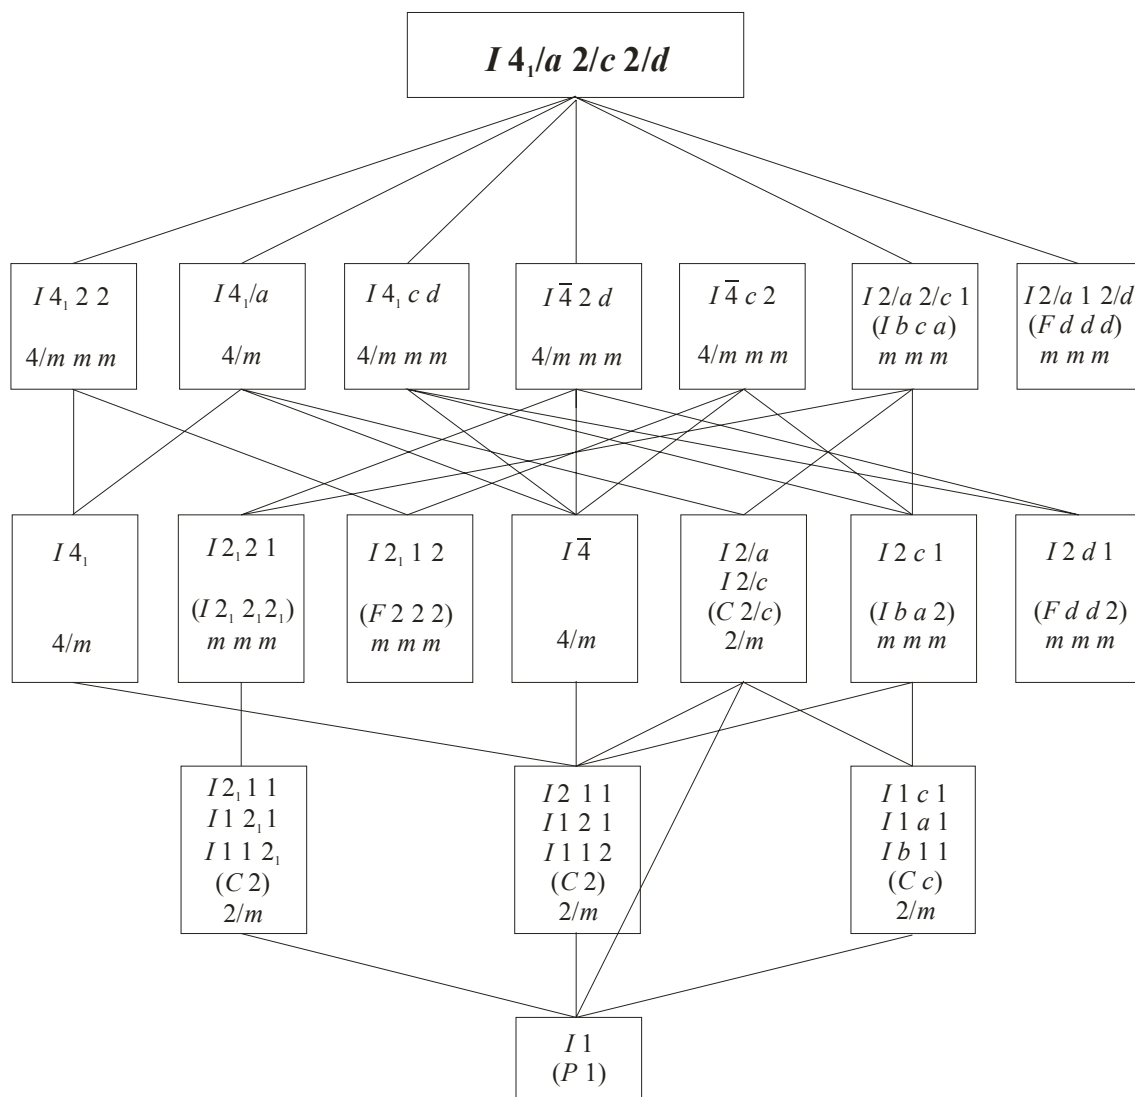 I 4₁/a 2/c 2/d
I 4₁ 2 2
4/m m m
I 4₁/a
4/m
I 4₁ c d
4/m m m
I 4̅ 2 d
4/m m m
I 4̅ c 2
4/m m m
I 2/a 2/c 1
(I b c a)
m m m
I 2/a 1 2/d
(F d d d)
m m m
I 4₁
4/m
I 2₁ 2 1
(I 2₁ 2₁2₁)
m m m
I 2₁ 1 2
(F 2 2 2)
m m m
I 4̅
4/m
I 2/a
I 2/c
(C 2/c)
2/m
I 2 c 1
(I b a 2)
m m m
I 2 d 1
(F d d 2)
m m m
I 2₁ 1 1
I 1 2₁ 1
I 1 1 2₁
(C 2)
2/m
I 2 1 1
I 1 2 1
I 1 1 2
(C 2)
2/m
I 1 c 1
I 1 a 1
I b 1 1
(C c)
2/m
I 1
(P 1)